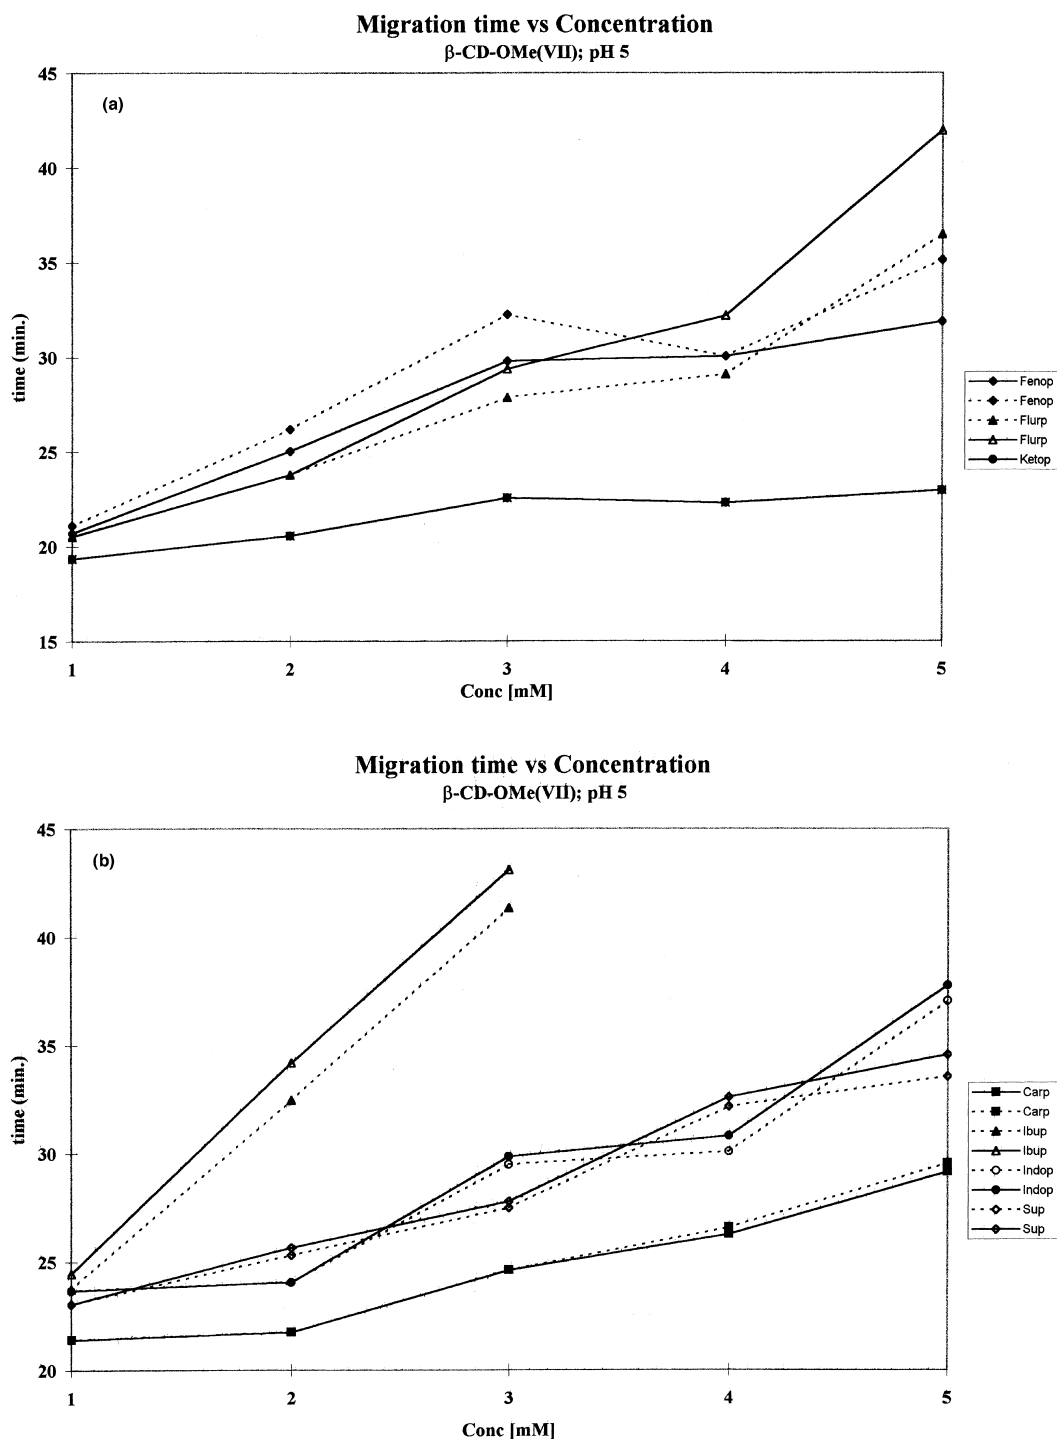 Migration time vs Concentration
β-CD-OMe(VII); pH 5
(a)
45
40
35
30
25
20
15
time (min.)
1 2 3 4 5
Conc [mM]
Fenop
Fenop
Flurp
Flurp
Ketop
Migration time vs Concentration
β-CD-OMe(VII); pH 5
(b)
45
40
35
30
25
20
time (min.)
1 2 3 4 5
Conc [mM]
Carp
Carp
Ibup
Ibup
Indop
Indop
Sup
Sup